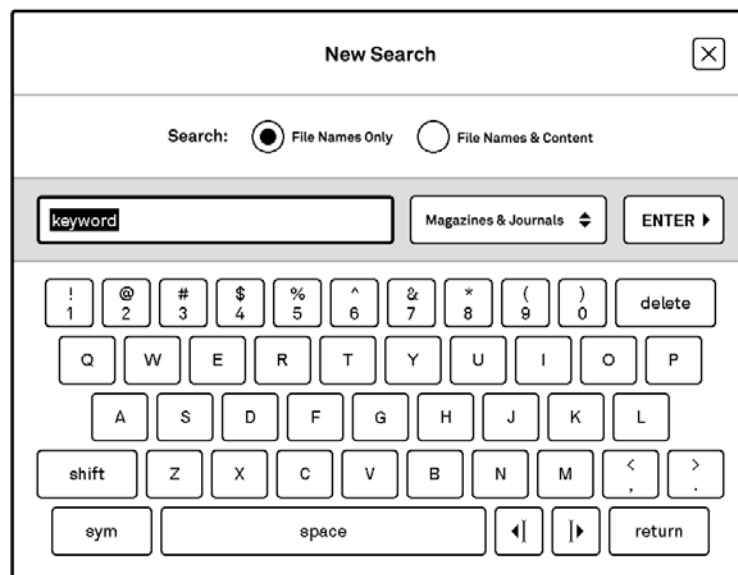 New Search
Search: File Names Only File Names & Content
keyword Magazines & Journals ENTER
! @ # $ % ^ & * ( )
1 2 3 4 5 6 7 8 9 0 delete
Q W E R T Y U I O P
A S D F G H J K L
shift Z X C V B N M < >
, .
sym space return